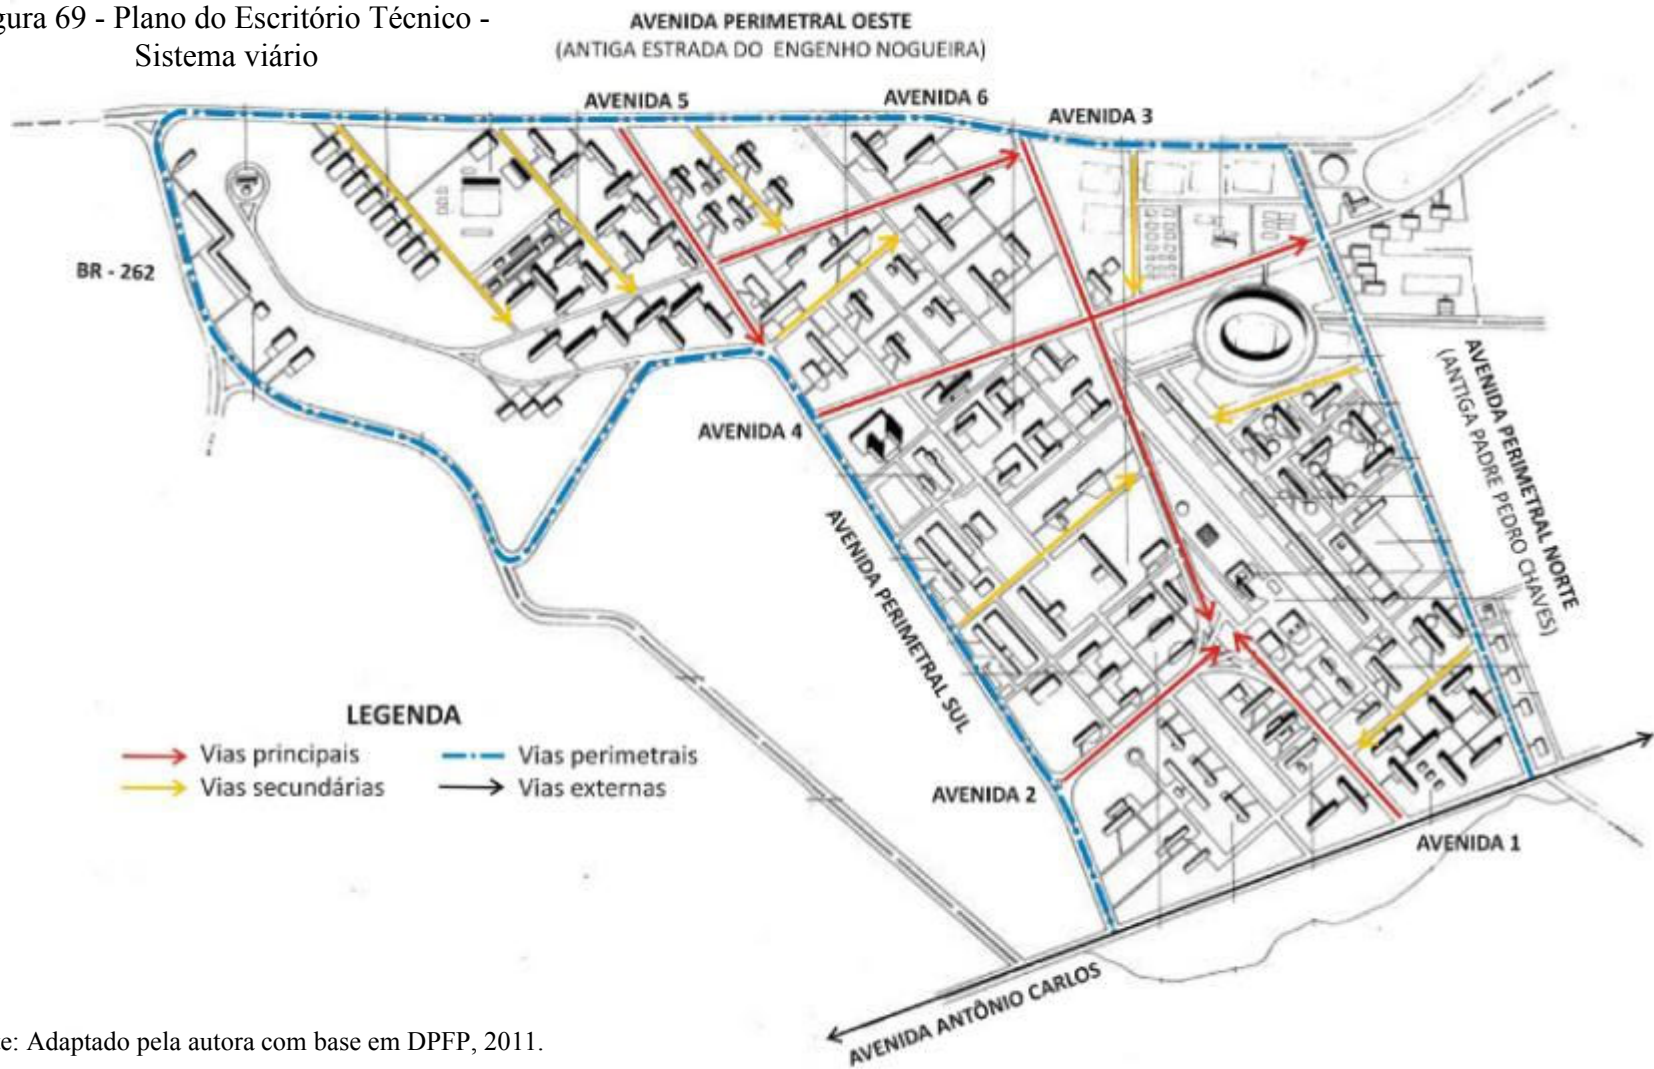 gura 69 - Plano do Escritório Técnico -
Sistema viário
AVENIDA PERIMETRAL OESTE
(ANTIGA ESTRADA DO ENGENHO NOGUEIRA)
AVENIDA 5
AVENIDA 6
AVENIDA 3
BR - 262
AVENIDA 4
AVENIDA PERIMETRAL NORTE
(ANTIGA PADRE PEDRO CHAVES)
AVENIDA PERIMETRAL SUL
LEGENDA
Vias principais
Vias perimetrais
Vias secundárias
Vias externas
AVENIDA 2
AVENIDA 1
AVENIDA ANTÔNIO CARLOS
e: Adaptado pela autora com base em DPFP, 2011.